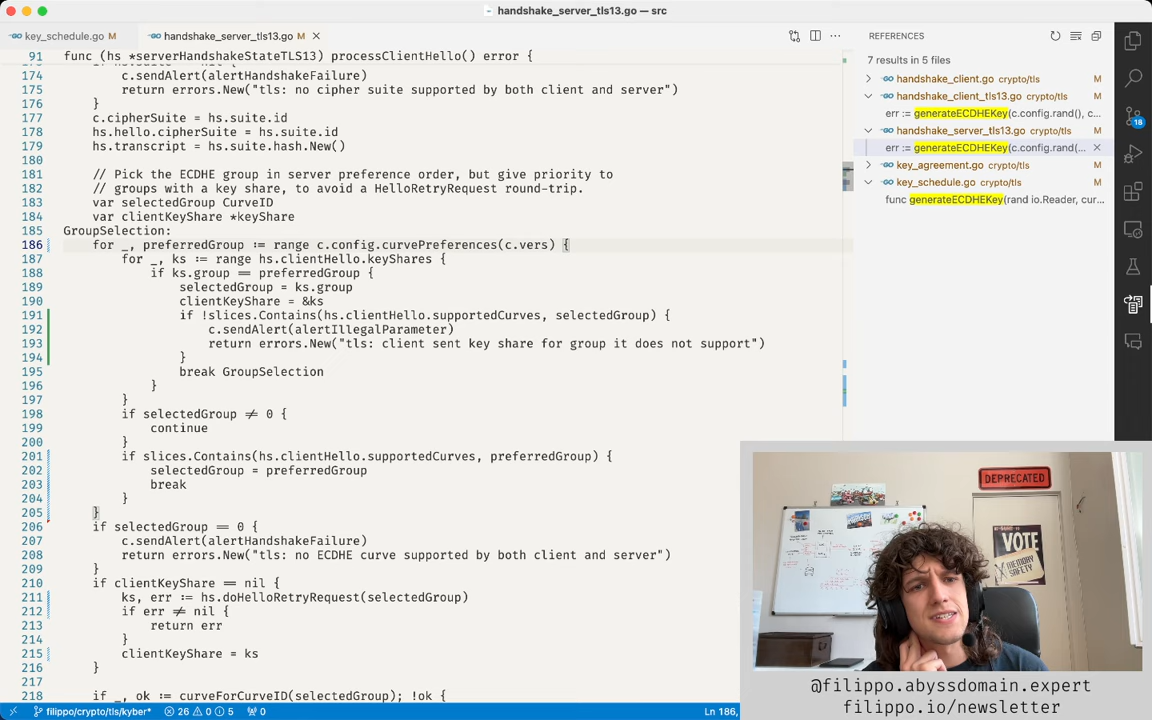 handshake_server_tls13.go — src
key_schedule.go M
handshake_server_tls13.go M
REFERENCES
91 func (hs *serverHandshakeStateTLS13) processClientHello() error {
174 c.sendAlert(alertHandshakeFailure)
175 return errors.New("tls: no cipher suite supported by both client and server")
176 }
177 c.cipherSuite = hs.suite.id
178 hs.hello.cipherSuite = hs.suite.id
179 hs.transcript = hs.suite.hash.New()
180
181 // Pick the ECDHE group in server preference order, but give priority to
182 // groups with a key share, to avoid a HelloRetryRequest round-trip.
183 var selectedGroup CurveID
184 var clientKeyShare *keyShare
185 GroupSelection:
186 for _, preferredGroup := range c.config.curvePreferences(c.vers) {
187 for _, ks := range hs.clientHello.keyShares {
188 if ks.group == preferredGroup {
189 selectedGroup = ks.group
190 clientKeyShare = &ks
191 if !slices.Contains(hs.clientHello.supportedCurves, selectedGroup) {
192 c.sendAlert(alertIllegalParameter)
193 return errors.New("tls: client sent key share for group it does not support")
194 }
195 break GroupSelection
196 }
197 }
198 if selectedGroup ≠ 0 {
199 continue
200 }
201 if slices.Contains(hs.clientHello.supportedCurves, preferredGroup) {
202 selectedGroup = preferredGroup
203 break
204 }
205 }
206 if selectedGroup == 0 {
207 c.sendAlert(alertHandshakeFailure)
208 return errors.New("tls: no ECDHE curve supported by both client and server")
209 }
210 if clientKeyShare == nil {
211 ks, err := hs.doHelloRetryRequest(selectedGroup)
212 if err ≠ nil {
213 return err
214 }
215 clientKeyShare = ks
216 }
217
218 if _, ok := curveForCurveID(selectedGroup); !ok {
7 results in 5 files
handshake_client.go crypto/tls M
handshake_client_tls13.go crypto/tls M
err := generateECDHEKey(c.config.rand(), c...
handshake_server_tls13.go crypto/tls M
err := generateECDHEKey(c.config.rand(...
key_agreement.go crypto/tls M
key_schedule.go crypto/tls M
func generateECDHEKey(rand io.Reader, cur...
16
DEPRECATED
VOTE
MEMORY
SAFETY
@filippo.abyssdomain.expert
filippo.io/newsletter
filippo/crypto/tls/kyber* 26 0 5 0
Ln 186,